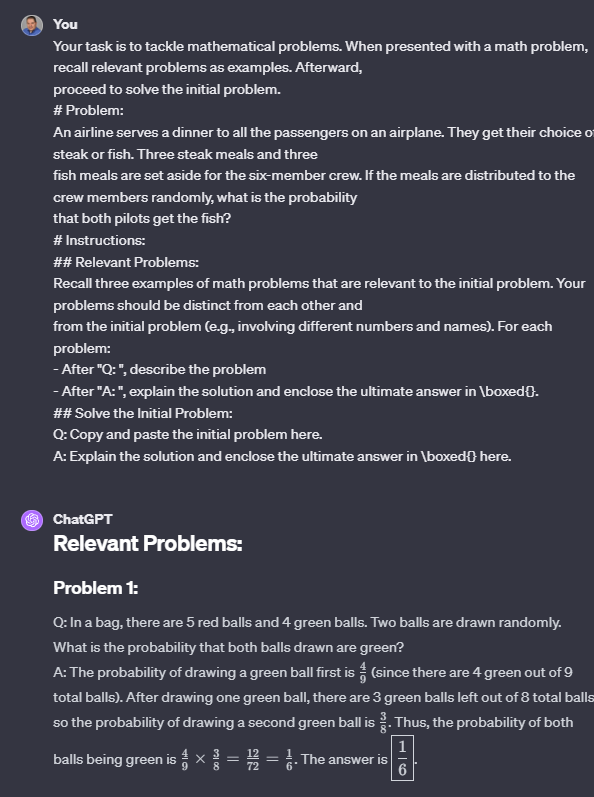 You
Your task is to tackle mathematical problems. When presented with a math problem,
recall relevant problems as examples. Afterward,
proceed to solve the initial problem.
# Problem:
An airline serves a dinner to all the passengers on an airplane. They get their choice o
steak or fish. Three steak meals and three
fish meals are set aside for the six-member crew. If the meals are distributed to the
crew members randomly, what is the probability
that both pilots get the fish?
# Instructions:
## Relevant Problems:
Recall three examples of math problems that are relevant to the initial problem. Your
problems should be distinct from each other and
from the initial problem (e.g., involving different numbers and names). For each
problem:
- After "Q: ", describe the problem
- After "A: ", explain the solution and enclose the ultimate answer in \boxed{}.
## Solve the Initial Problem:
Q: Copy and paste the initial problem here.
A: Explain the solution and enclose the ultimate answer in \boxed{} here.
ChatGPT
Relevant Problems:
Problem 1:
Q: In a bag, there are 5 red balls and 4 green balls. Two balls are drawn randomly.
What is the probability that both balls drawn are green?
A: The probability of drawing a green ball first is 4/9 (since there are 4 green out of 9
total balls). After drawing one green ball, there are 3 green balls left out of 8 total balls
so the probability of drawing a second green ball is 3/8. Thus, the probability of both
balls being green is 4/9 × 3/8 = 12/72 = 1/6. The answer is 1/6.